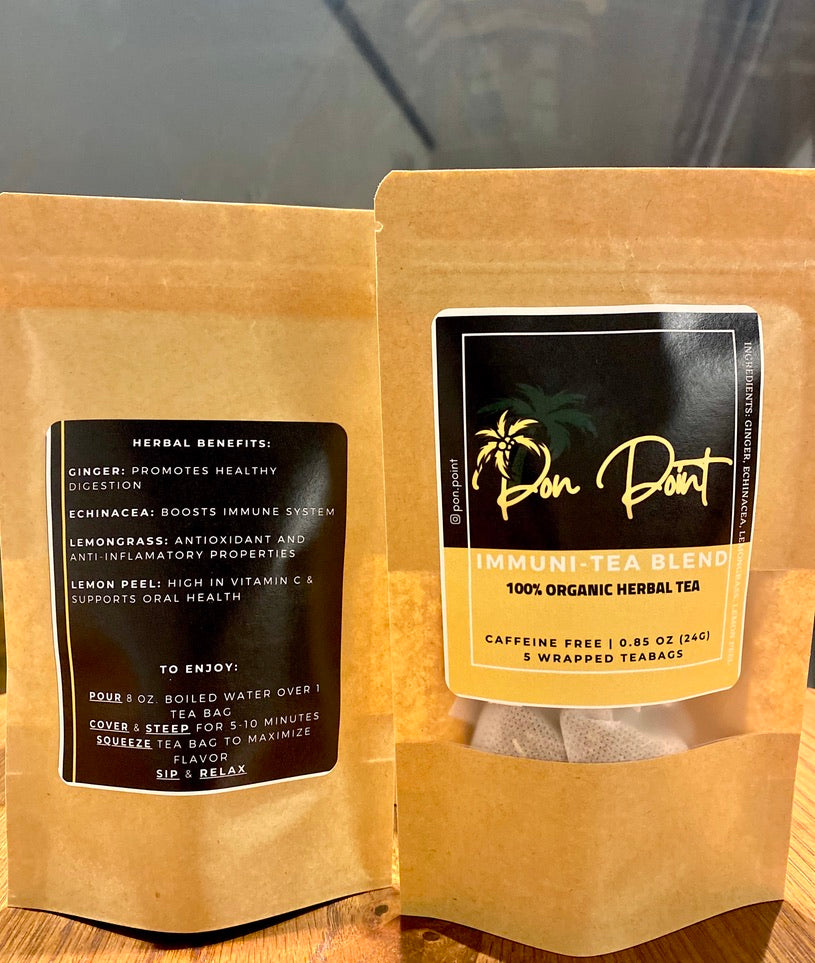 HERBAL BENEFITS:
GINGER: PROMOTES HEALTHY
DIGESTION
ECHINACEA: BOOSTS IMMUNE SYSTEM
LEMONGRASS: ANTIOXIDANT AND
ANTI-INFLAMATORY PROPERTIES
LEMON PEEL: HIGH IN VITAMIN C &
SUPPORTS ORAL HEALTH
TO ENJOY:
POUR 8 OZ. BOILED WATER OVER 1
TEA BAG
COVER & STEEP FOR 5-10 MINUTES
SQUEEZE TEA BAG TO MAXIMIZE
FLAVOR
SIP & RELAX
pon.point
Pon Point
IMMUNI-TEA BLEND
100% ORGANIC HERBAL TEA
CAFFEINE FREE | 0.85 OZ (24G)
5 WRAPPED TEABAGS
INGREDIENTS: GINGER, ECHINACEA, LEMONGRASS, LEMON PEEL